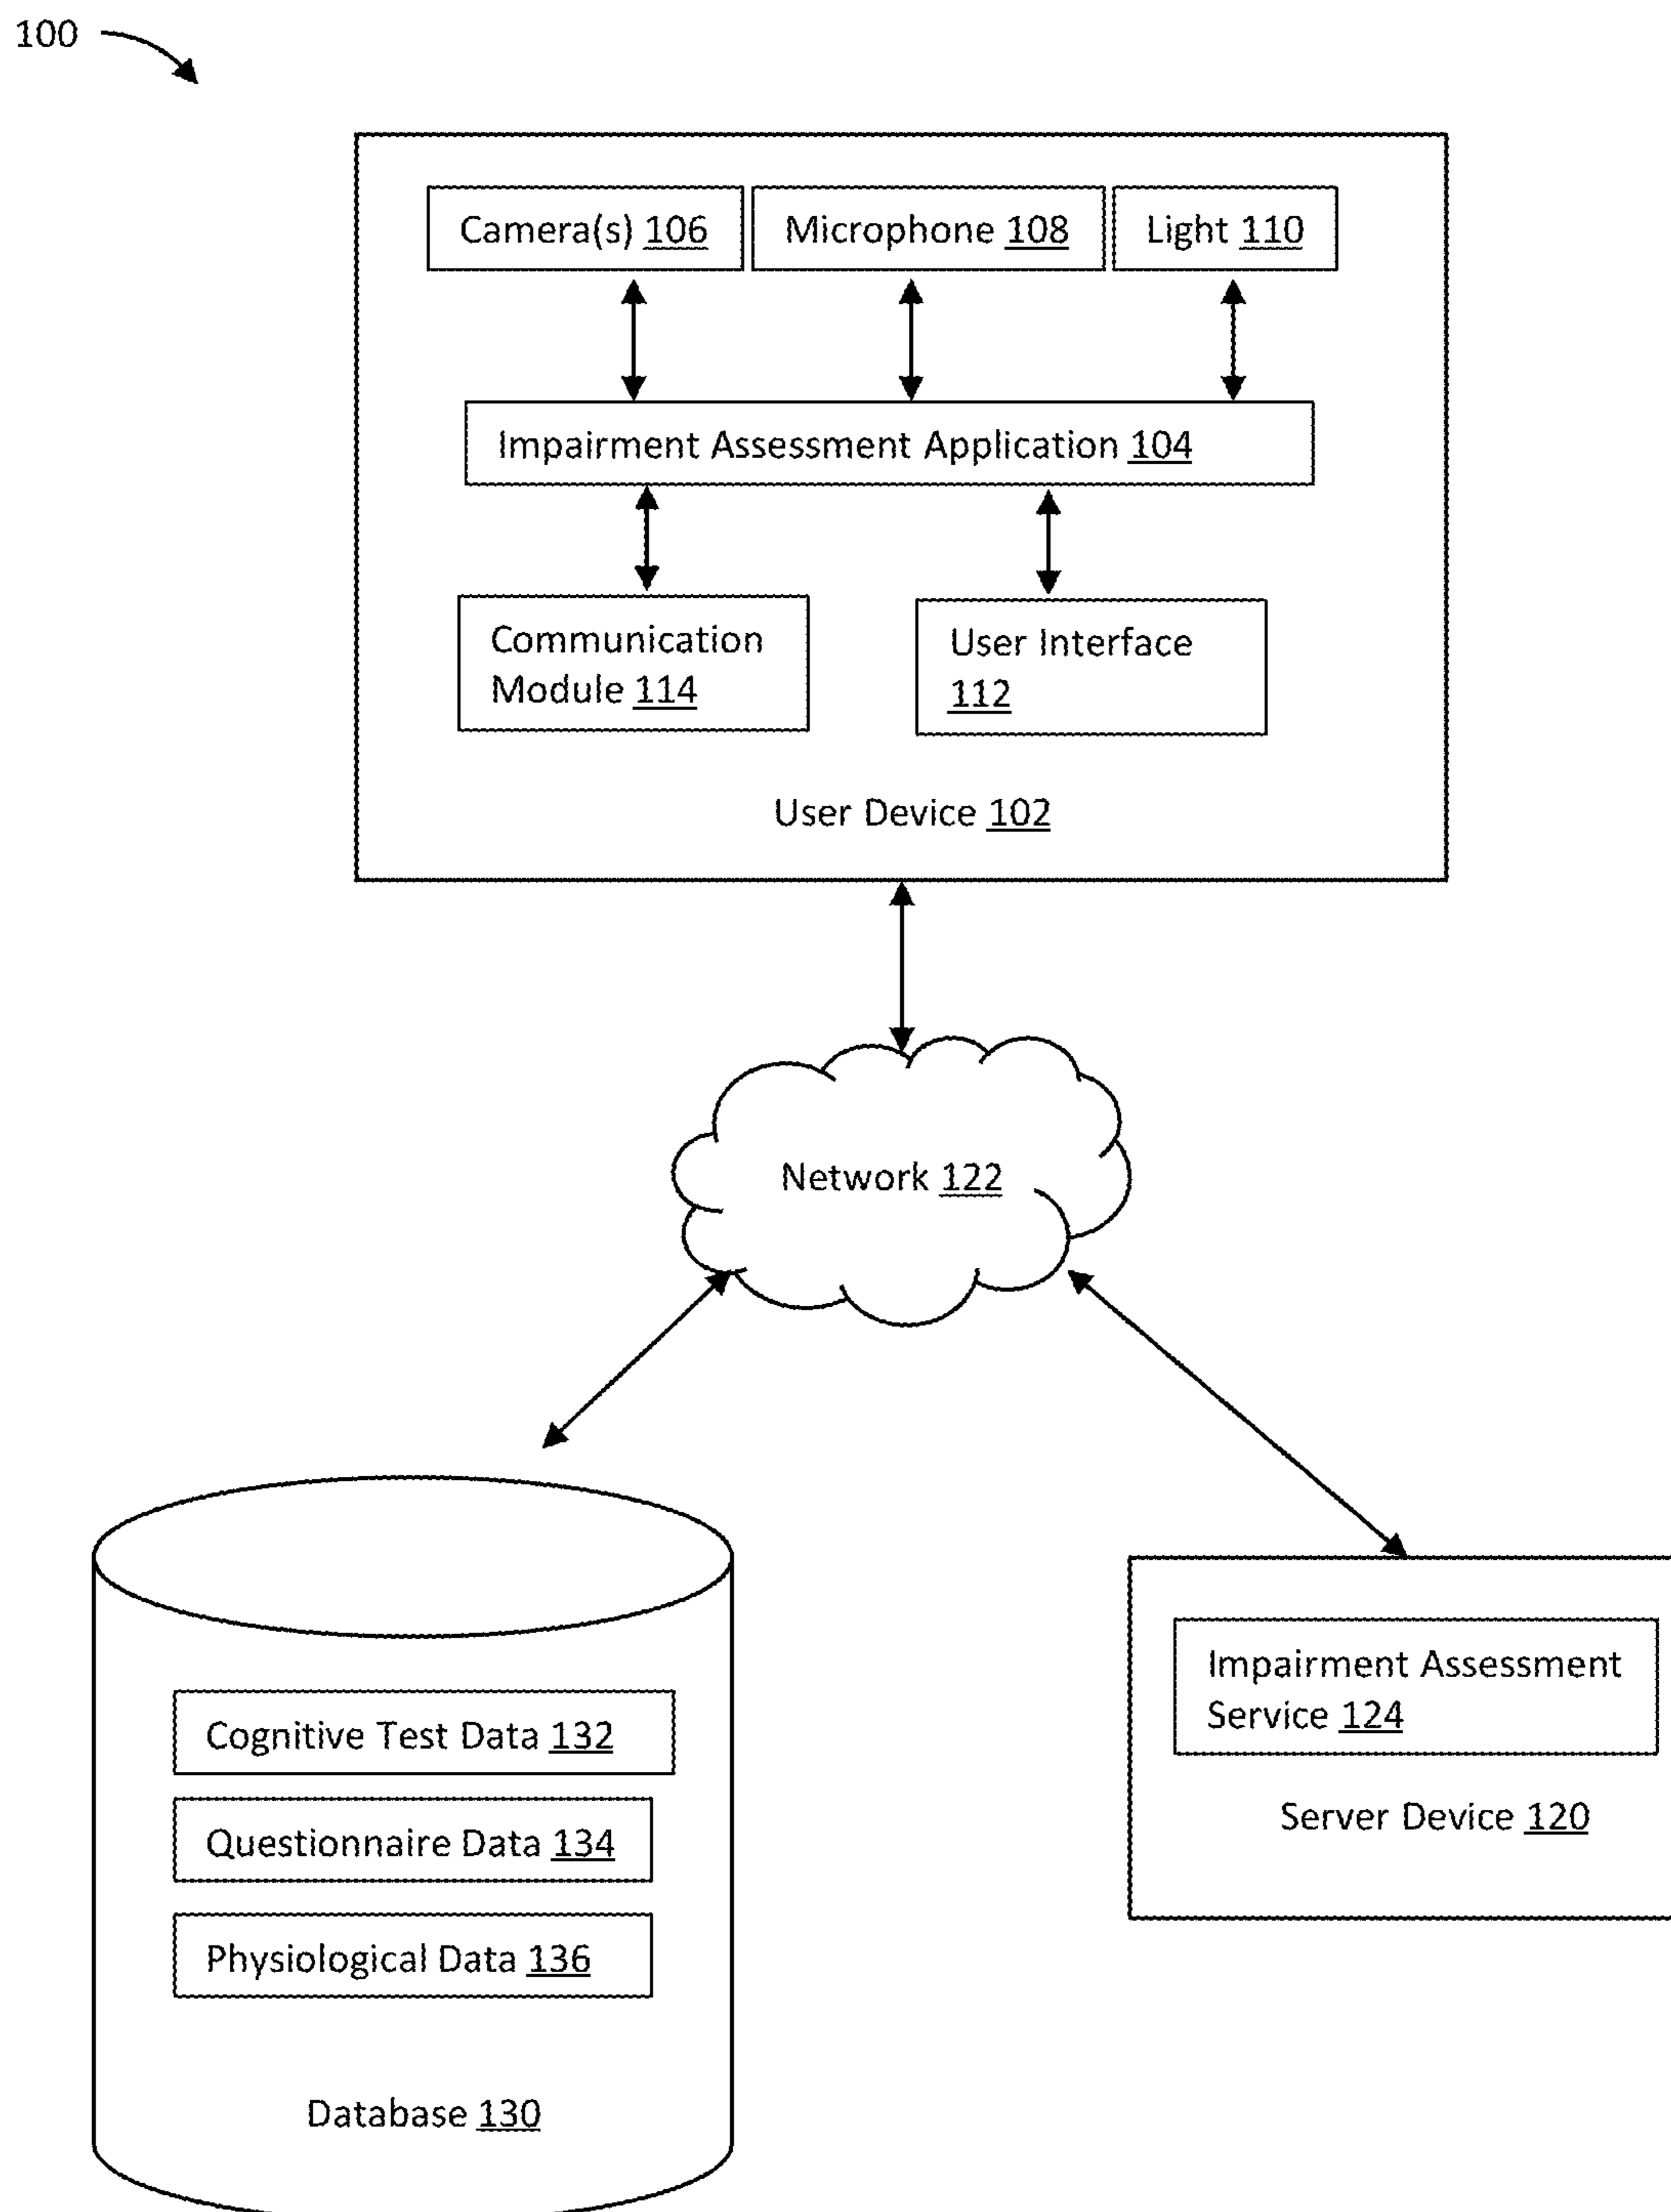 100
Camera(s) 106
Microphone 108
Light 110
Impairment Assessment Application 104
Communication
Module 114
User Interface
112
User Device 102
Network 122
Cognitive Test Data 132
Questionnaire Data 134
Physiological Data 136
Database 130
Impairment Assessment
Service 124
Server Device 120